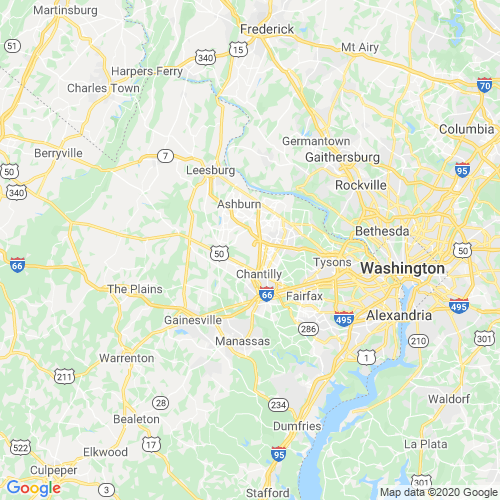 Martinsburg
Frederick
51
15
340
Mt Airy
Harpers Ferry
Charles Town
70
Columbia
Germantown
Berryville
7
Gaithersburg
50
Leesburg
95
340
Rockville
Ashburn
Bethesda
50
50
Tysons
Washington
66
Chantilly
The Plains
66
Fairfax
495
Gainesville
495
Alexandria
286
210
301
Manassas
1
Warrenton
211
Waldorf
28
234
Bealeton
Dumfries
17
La Plata
522
Elkwood
95
301
Culpeper
3
Stafford
Google
Map data ©2020 Google